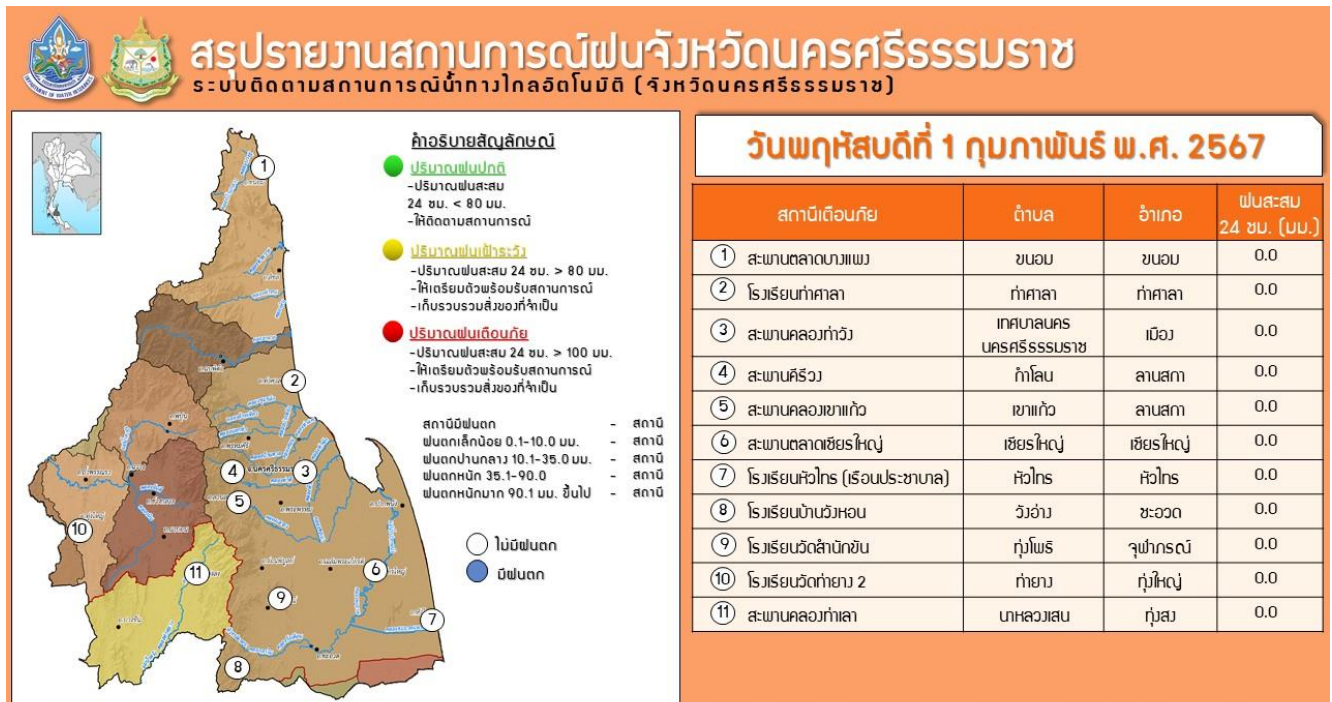 สรุปรายงานสถานการณ์ฝนจังหวัดนครศรีธรรมราช
ระบบติดตามสถานการณ์น้ำทางไกลอัตโนมัติ (จังหวัดนครศรีธรรมราช)
คำอธิบายสัญลักษณ์
ปริมาณฝนปกติ
-ปริมาณฝนสะสม
24 ชม. < 80 มม.
-ให้ติดตามสถานการณ์
ปริมาณฝนเฝ้าระวัง
-ปริมาณฝนสะสม 24 ชม. > 80 มม.
-ให้เตรียมตัวพร้อมรับสถานการณ์
-เก็บรวบรวมสิ่งของที่จำเป็น
ปริมาณฝนเตือนภัย
-ปริมาณฝนสะสม 24 ชม. > 100 มม.
-ให้เตรียมตัวพร้อมรับสถานการณ์
-เก็บรวบรวมสิ่งของที่จำเป็น
สถานีมีฝนตก - สถานี
ฝนตกเล็กน้อย 0.1-10.0 มม. - สถานี
ฝนตกปานกลาง 10.1-35.0 มม. - สถานี
ฝนตกหนัก 35.1-90.0 - สถานี
ฝนตกหนักมาก 90.1 มม. ขึ้นไป - สถานี
ไม่มีฝนตก
มีฝนตก
1
2
4
3
5
10
11
6
9
7
8
วันพฤหัสบดีที่ 1 กุมภาพันธ์ พ.ศ. 2567
สถานีเตือนภัย ตำบล อำเภอ ฝนสะสม
24 ชม. (มม.)
1 สะพานตลาดบางแพง ขนอม ขนอม 0.0
2 โรงเรียนท่าศาลา ท่าศาลา ท่าศาลา 0.0
3 สะพานคลองท่าวัง เทศบาลนคร
นครศรีธรรมราช เมือง 0.0
4 สะพานคีรีวง กำโลน ลานสกา 0.0
5 สะพานคลองเขาแก้ว เขาแก้ว ลานสกา 0.0
6 สะพานตลาดเชียรใหญ่ เชียรใหญ่ เชียรใหญ่ 0.0
7 โรงเรียนหัวไทร (เรือนประชาบาล) หัวไทร หัวไทร 0.0
8 โรงเรียนบ้านวังหอน วังอ่าง ชะอวด 0.0
9 โรงเรียนวัดสำนักขัน ทุ่งโพธิ จุฬาภรณ์ 0.0
10 โรงเรียนวัดท่ายาง 2 ท่ายาง ทุ่งใหญ่ 0.0
11 สะพานคลองท่าเลา นาหลวงเสน ทุ่งสง 0.0